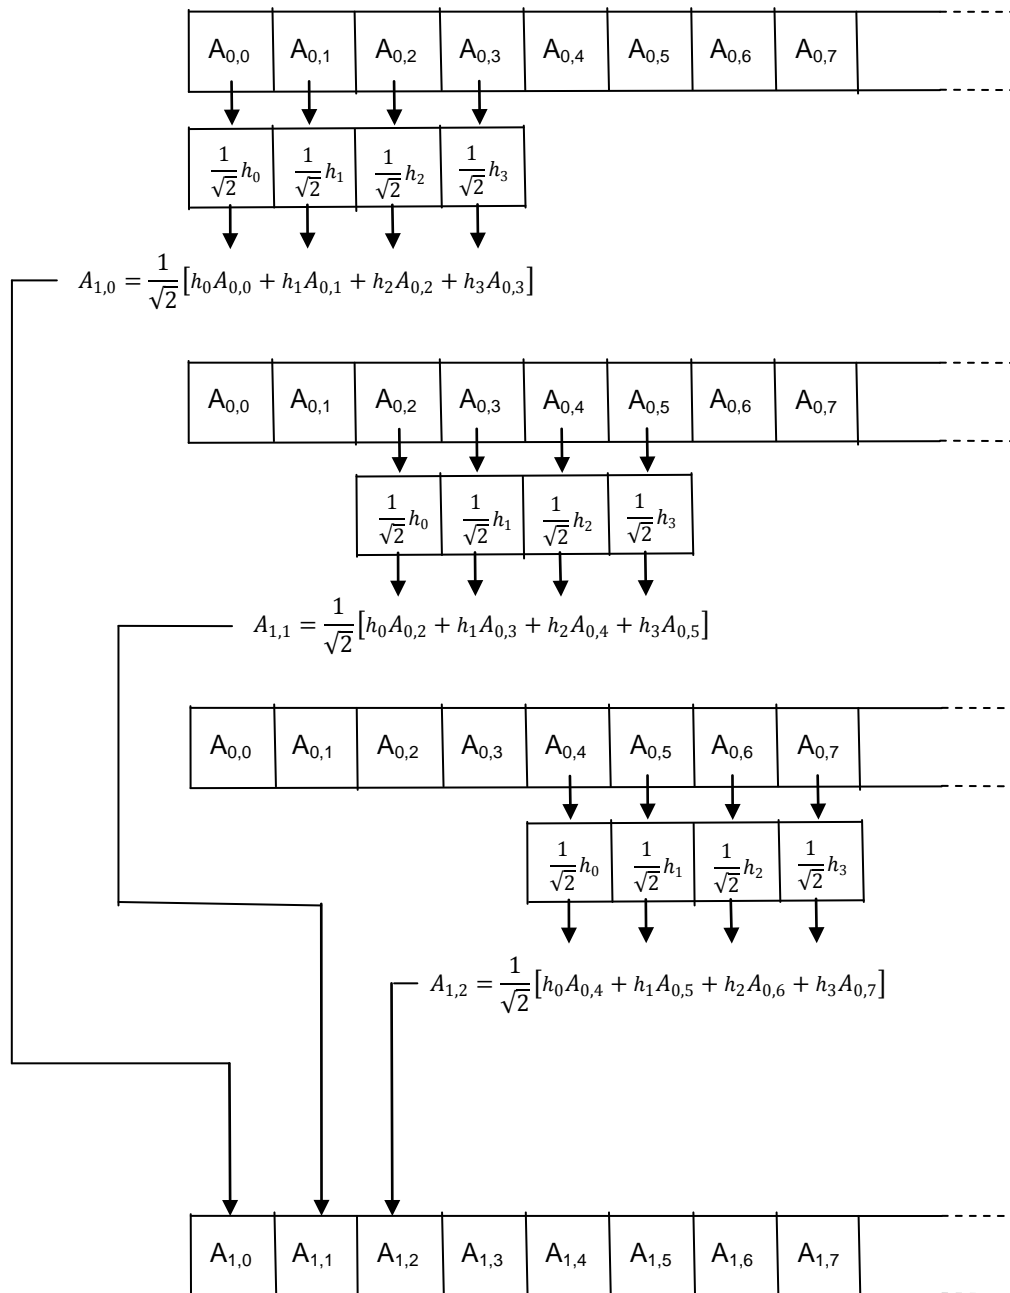 A0,0 A0,1 A0,2 A0,3 A0,4 A0,5 A0,6 A0,7
1/√2 h0 1/√2 h1 1/√2 h2 1/√2 h3
A1,0 = 1/√2 [h0A0,0 + h1A0,1 + h2A0,2 + h3A0,3]
A0,0 A0,1 A0,2 A0,3 A0,4 A0,5 A0,6 A0,7
1/√2 h0 1/√2 h1 1/√2 h2 1/√2 h3
A1,1 = 1/√2 [h0A0,2 + h1A0,3 + h2A0,4 + h3A0,5]
A0,0 A0,1 A0,2 A0,3 A0,4 A0,5 A0,6 A0,7
1/√2 h0 1/√2 h1 1/√2 h2 1/√2 h3
A1,2 = 1/√2 [h0A0,4 + h1A0,5 + h2A0,6 + h3A0,7]
A1,0 A1,1 A1,2 A1,3 A1,4 A1,5 A1,6 A1,7